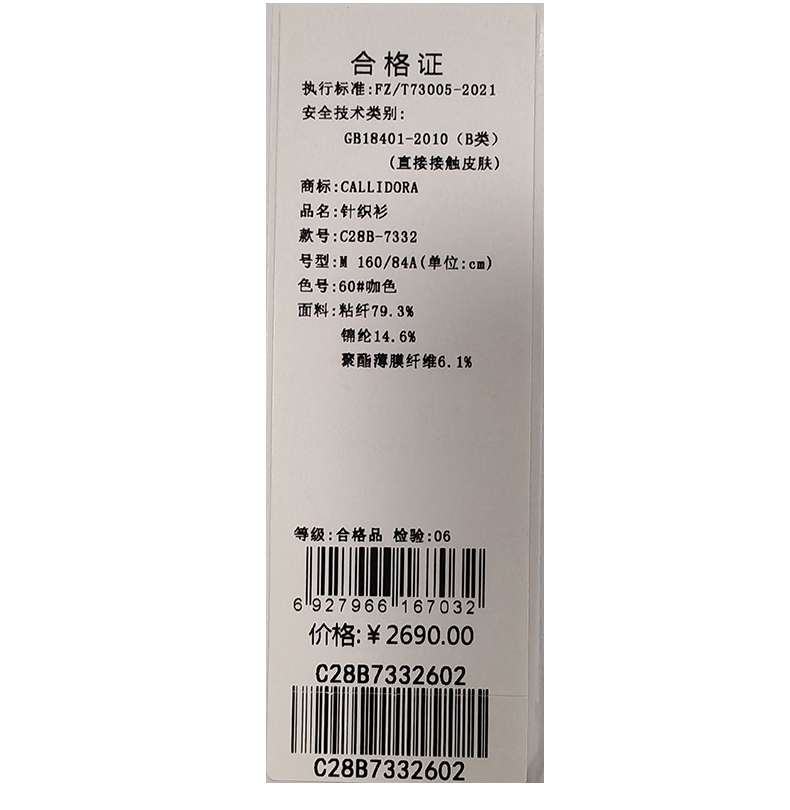 合格证
执行标准:FZ/T73005-2021
安全技术类别:
GB18401-2010（B类）
(直接接触皮肤)
商标:CALLIDORA
品名:针织衫
款号:C28B-7332
号型:M 160/84A(单位:cm)
色号:60#咖色
面料:粘纤79.3%
锦纶14.6%
聚酯薄膜纤维6.1%
等级:合格品 检验:06
6 927966 167032
价格:¥2690.00
C28B7332602
C28B7332602